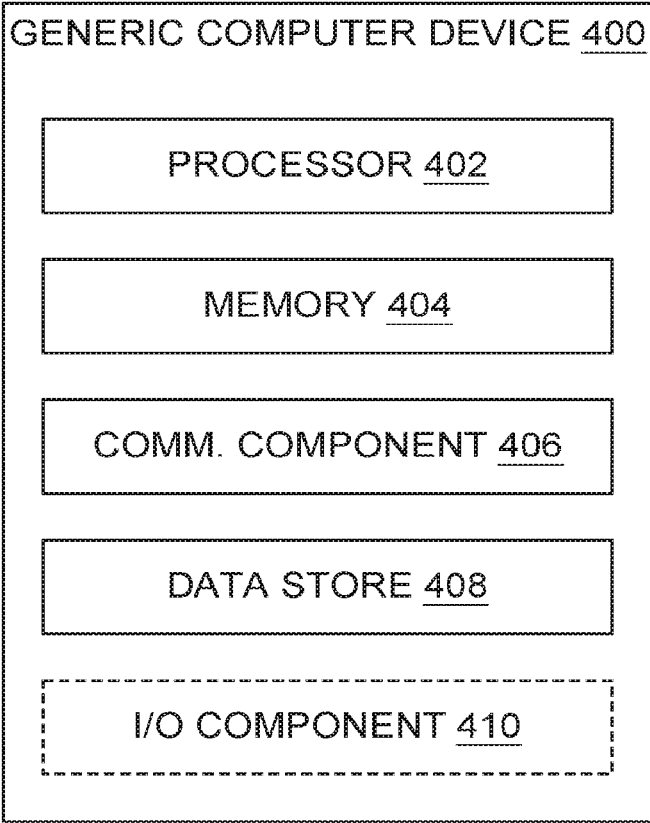 GENERIC COMPUTER DEVICE 400
PROCESSOR 402
MEMORY 404
COMM. COMPONENT 406
DATA STORE 408
I/O COMPONENT 410